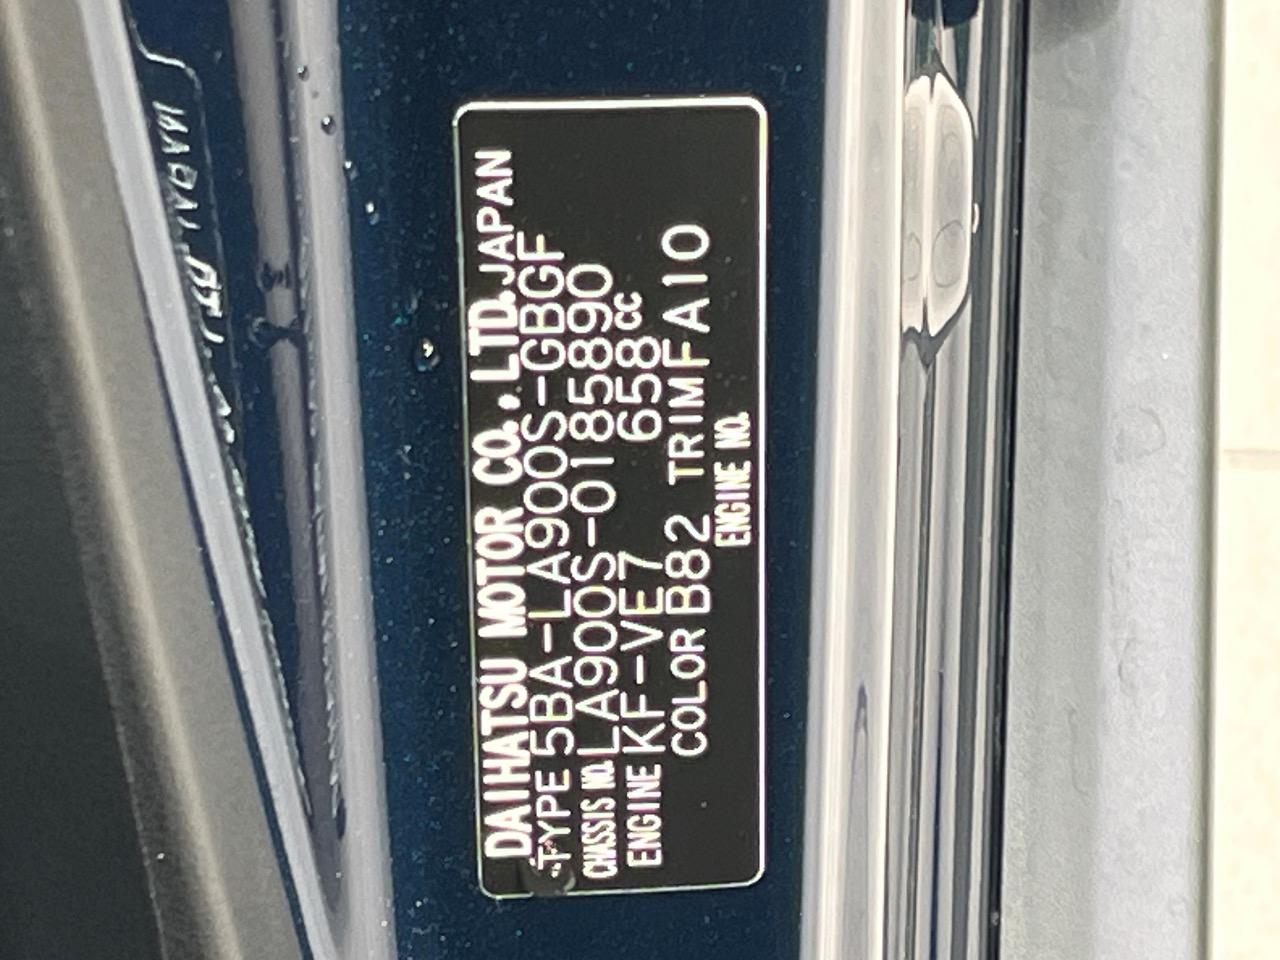 DAIHATSU MOTOR CO.,LTD.JAPAN
TYPE 5BA-LA900S-GBGF
CHASSIS NO. LA900S-0185890
ENGINE KF-VE7 658CC
COLOR B82 TRIM FA10
ENGINE NO.